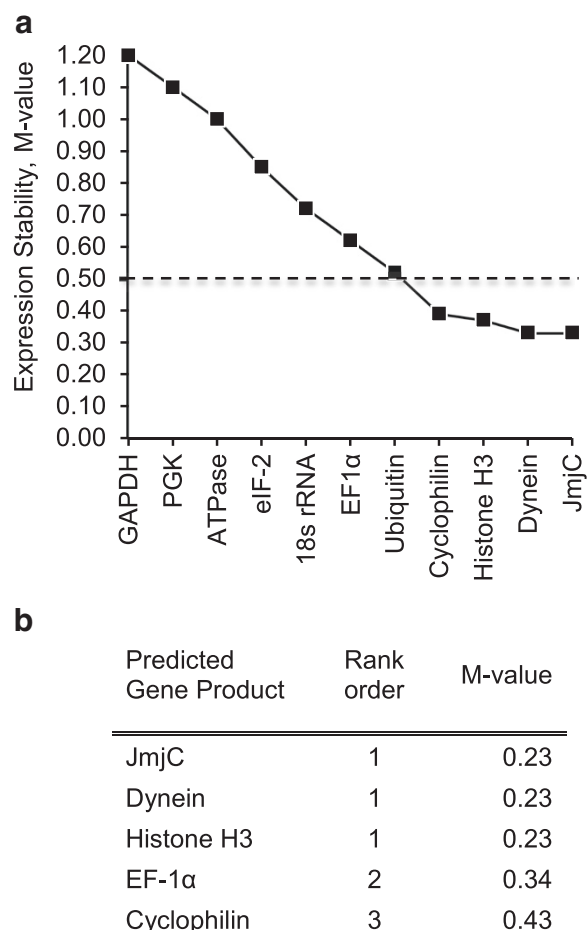 a
Expression Stability, M-value
1.20
1.10
1.00
0.90
0.80
0.70
0.60
0.50
0.40
0.30
0.20
0.10
0.00
GAPDH
PGK
ATPase
eIF-2
18s rRNA
EF1α
Ubiquitin
Cyclophilin
Histone H3
Dynein
JmjC
b
Predicted Gene Product Rank order M-value
JmjC 1 0.23
Dynein 1 0.23
Histone H3 1 0.23
EF-1α 2 0.34
Cyclophilin 3 0.43